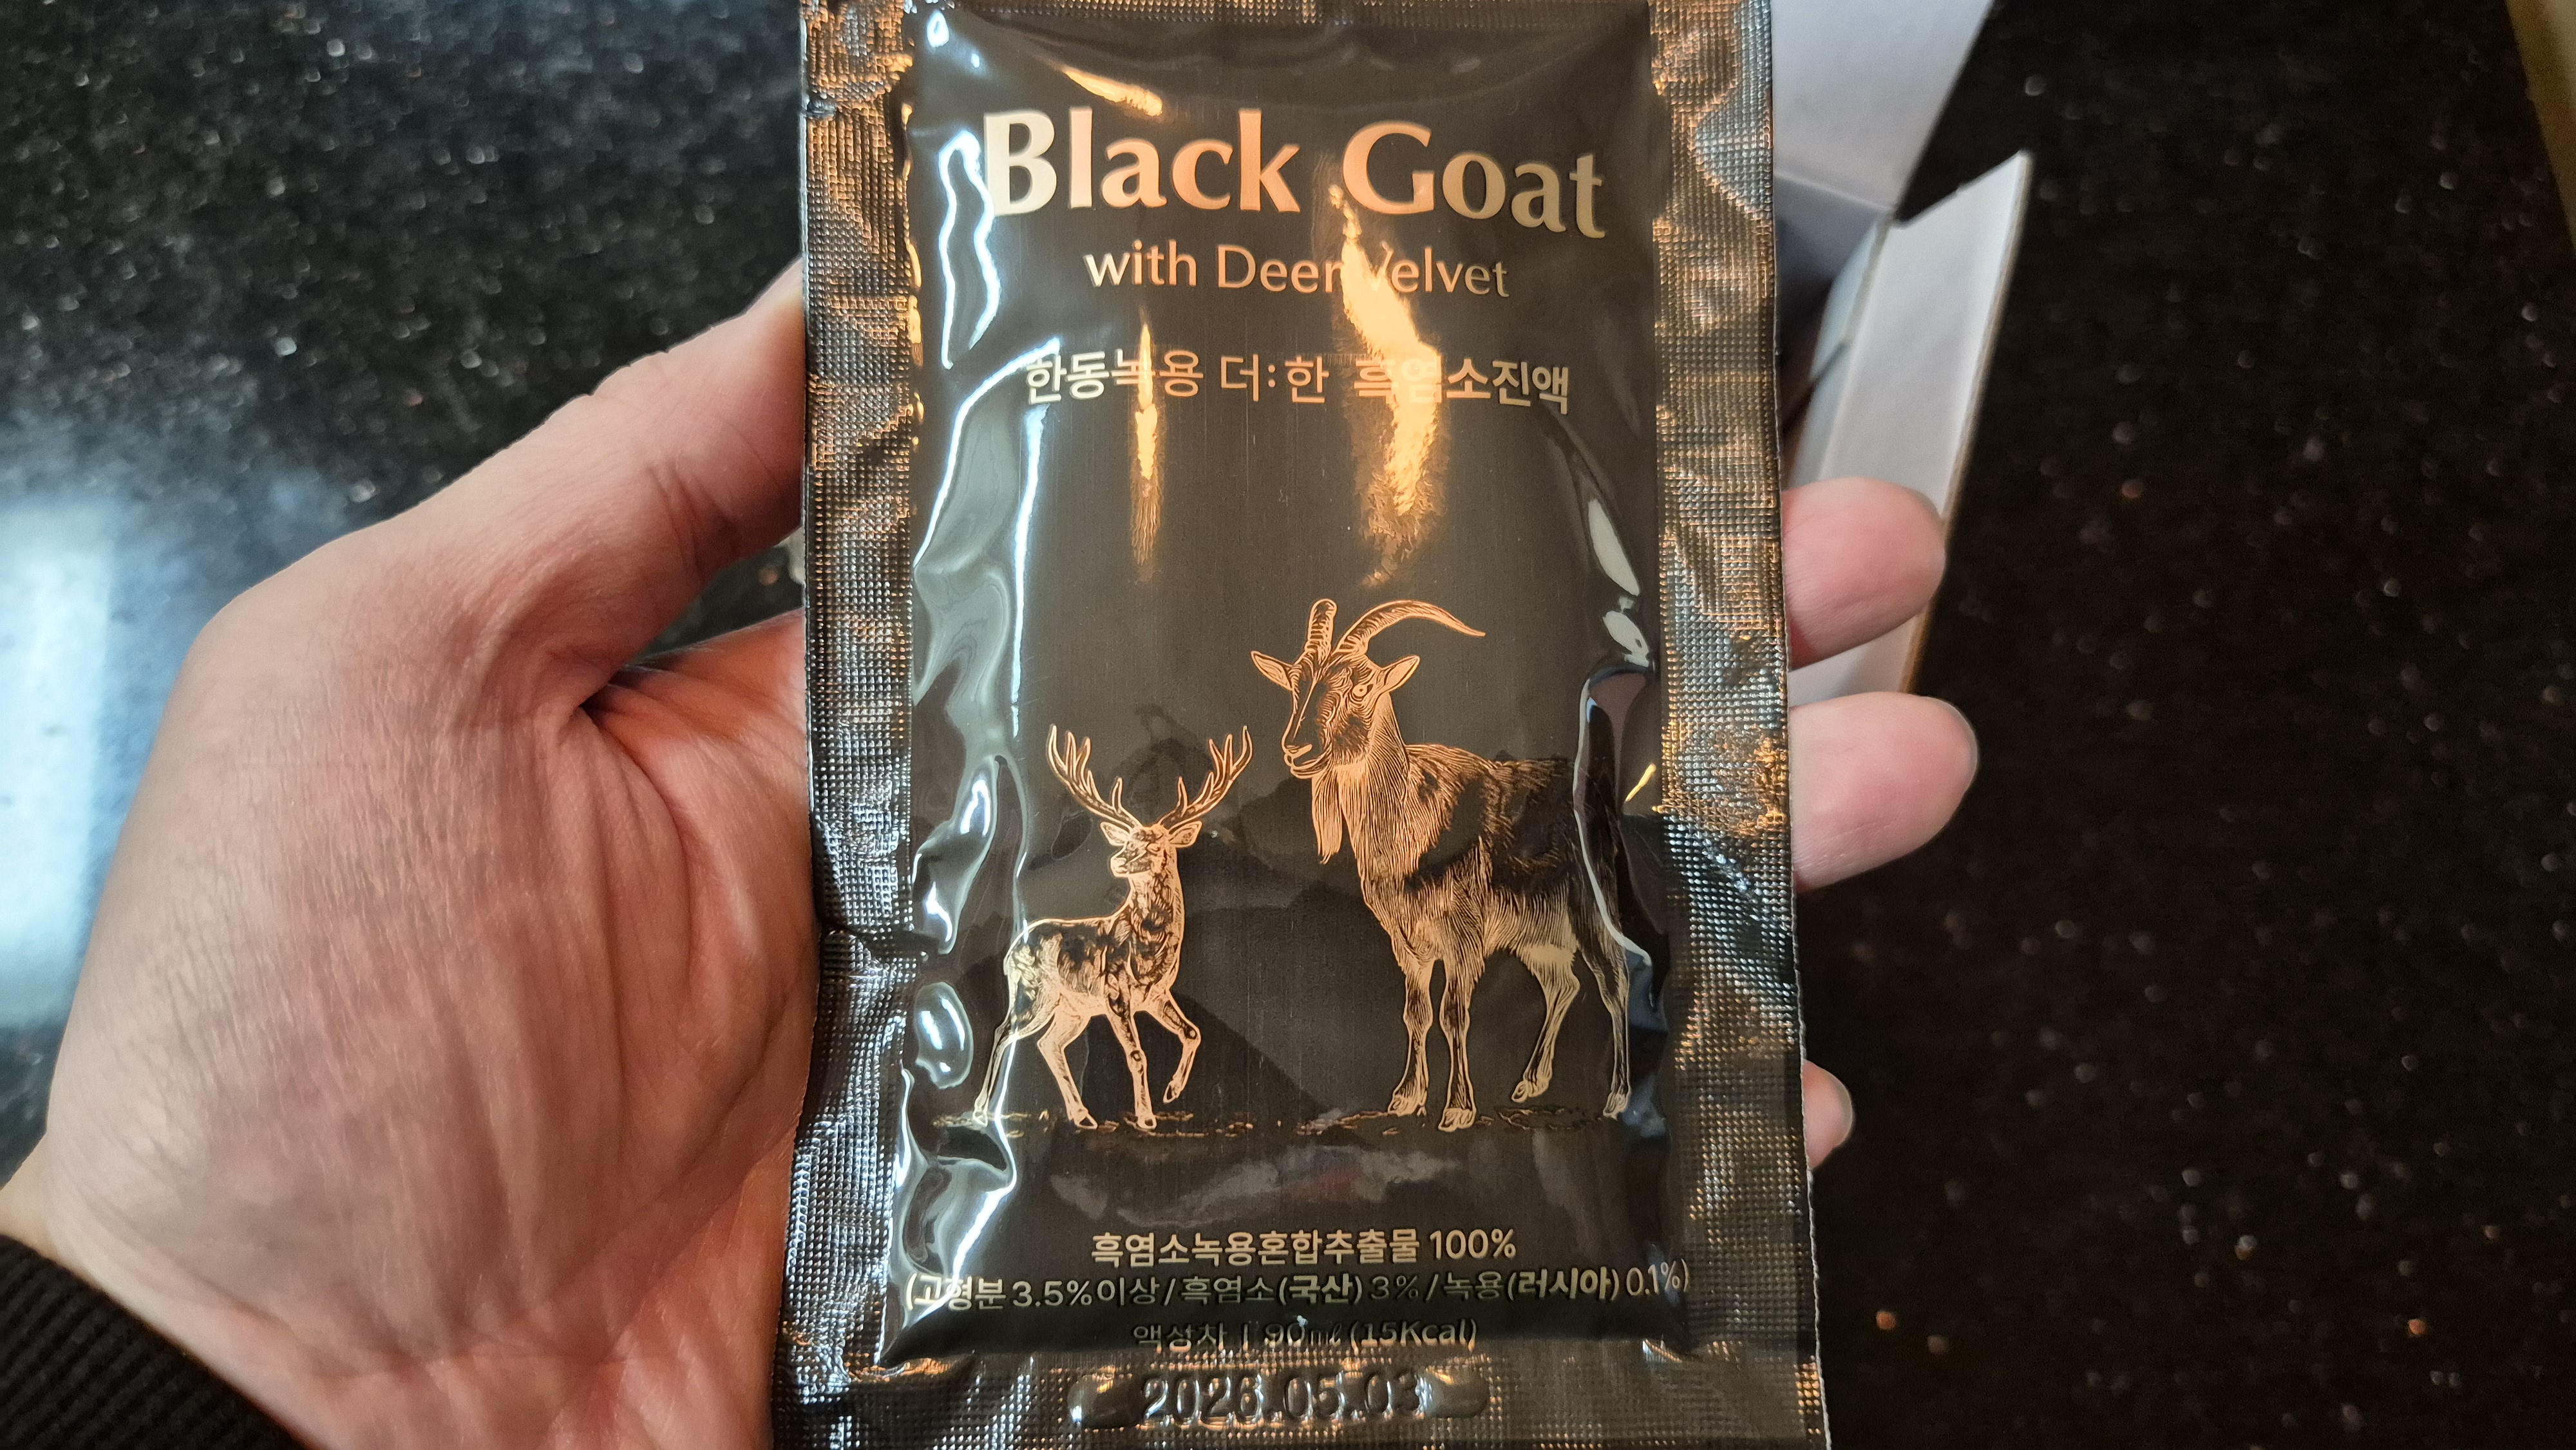 Black Goat
with Deer Velvet
한동녹용 더:한 흑염소진액
흑염소녹용혼합추출물 100%
(고형분 3.5% 이상 / 흑염소(국산) 3% / 녹용(러시아) 0.1%)
액상차 | 90㎖ (15Kcal)
2026.05.03